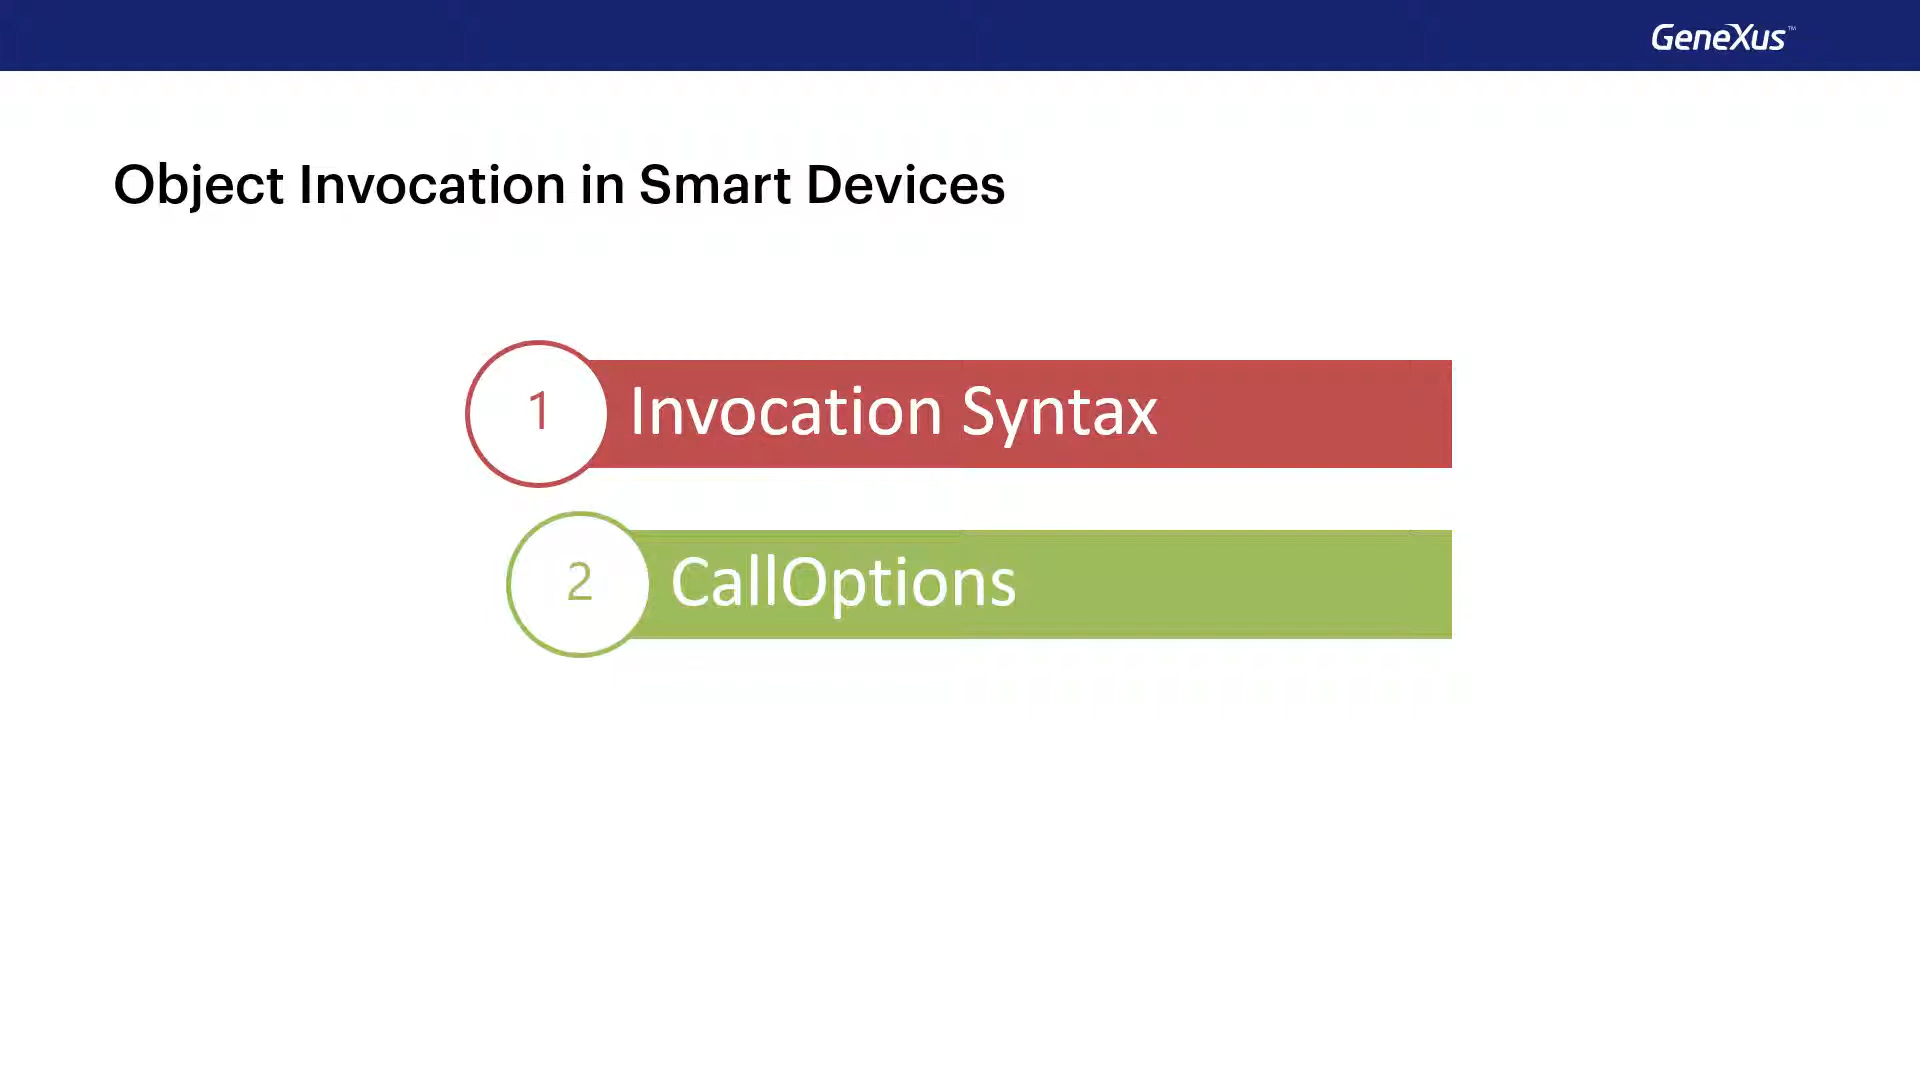 GeneXus™
Object Invocation in Smart Devices
1 Invocation Syntax
2 CallOptions